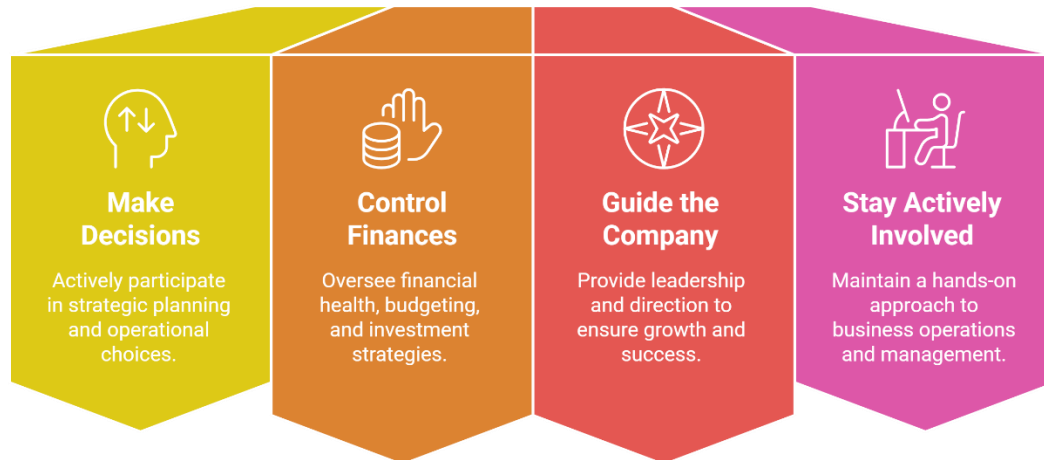 Make
Decisions
Actively participate
in strategic planning
and operational
choices.
Control
Finances
Oversee financial
health, budgeting,
and investment
strategies.
Guide the
Company
Provide leadership
and direction to
ensure growth and
success.
Stay Actively
Involved
Maintain a hands-on
approach to
business operations
and management.